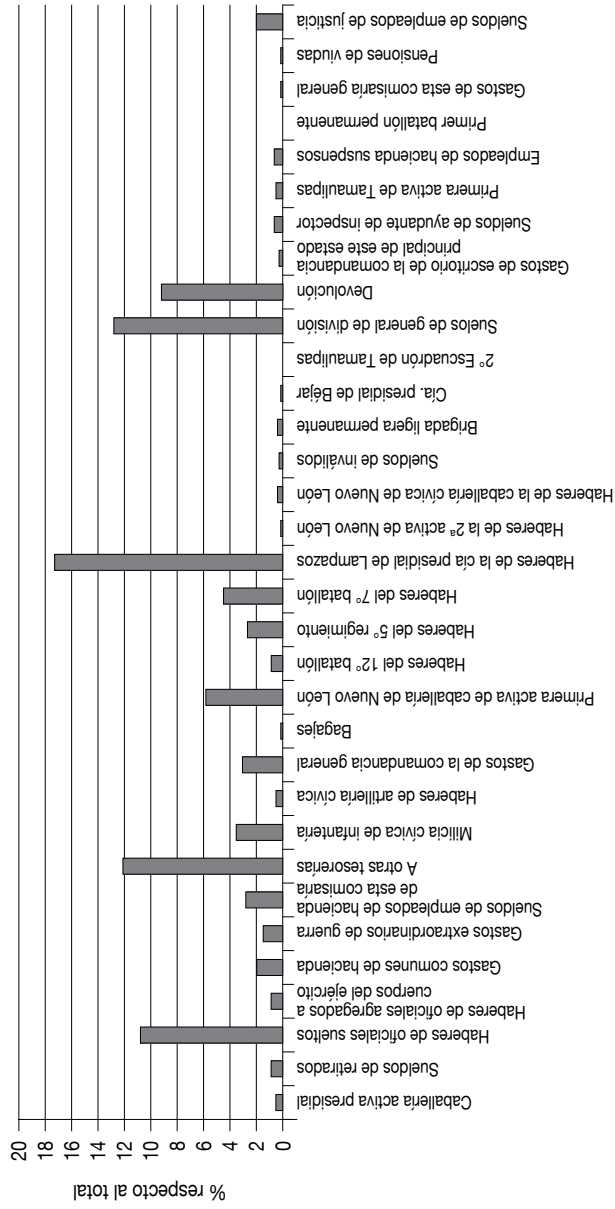 % respecto al total
20
18
16
14
12
10
8
6
4
2
0
Caballería activa presidial
Sueldos de retirados
Haberes de oficiales sueltos
Haberes de oficiales agregados a
cuerpos del ejército
Gastos comunes de hacienda
Gastos extraordinarios de guerra
Sueldos de empleados de hacienda
de esta comisaría
A otras tesorerías
Milicia cívica de infantería
Haberes de artillería cívica
Gastos de la comandancia general
Bagajes
Primera activa de caballería de Nuevo León
Haberes del 12° batallón
Haberes del 5° regimiento
Haberes del 7° batallón
Haberes de la cía presidial de Lampazos
Haberes de la 2ª activa de Nuevo León
Haberes de la caballería cívica de Nuevo León
Sueldos de inválidos
Brigada ligera permanente
Cía. presidial de Béjar
2° Escuadrón de Tamaulipas
Suelos de general de división
Devolución
Gastos de escritorio de la comandancia
principal de este estado
Sueldos de ayudante de inspector
Primera activa de Tamaulipas
Empleados de hacienda suspensos
Primer batallón permanente
Gastos de esta comisaría general
Pensiones de viudas
Sueldos de empleados de justicia